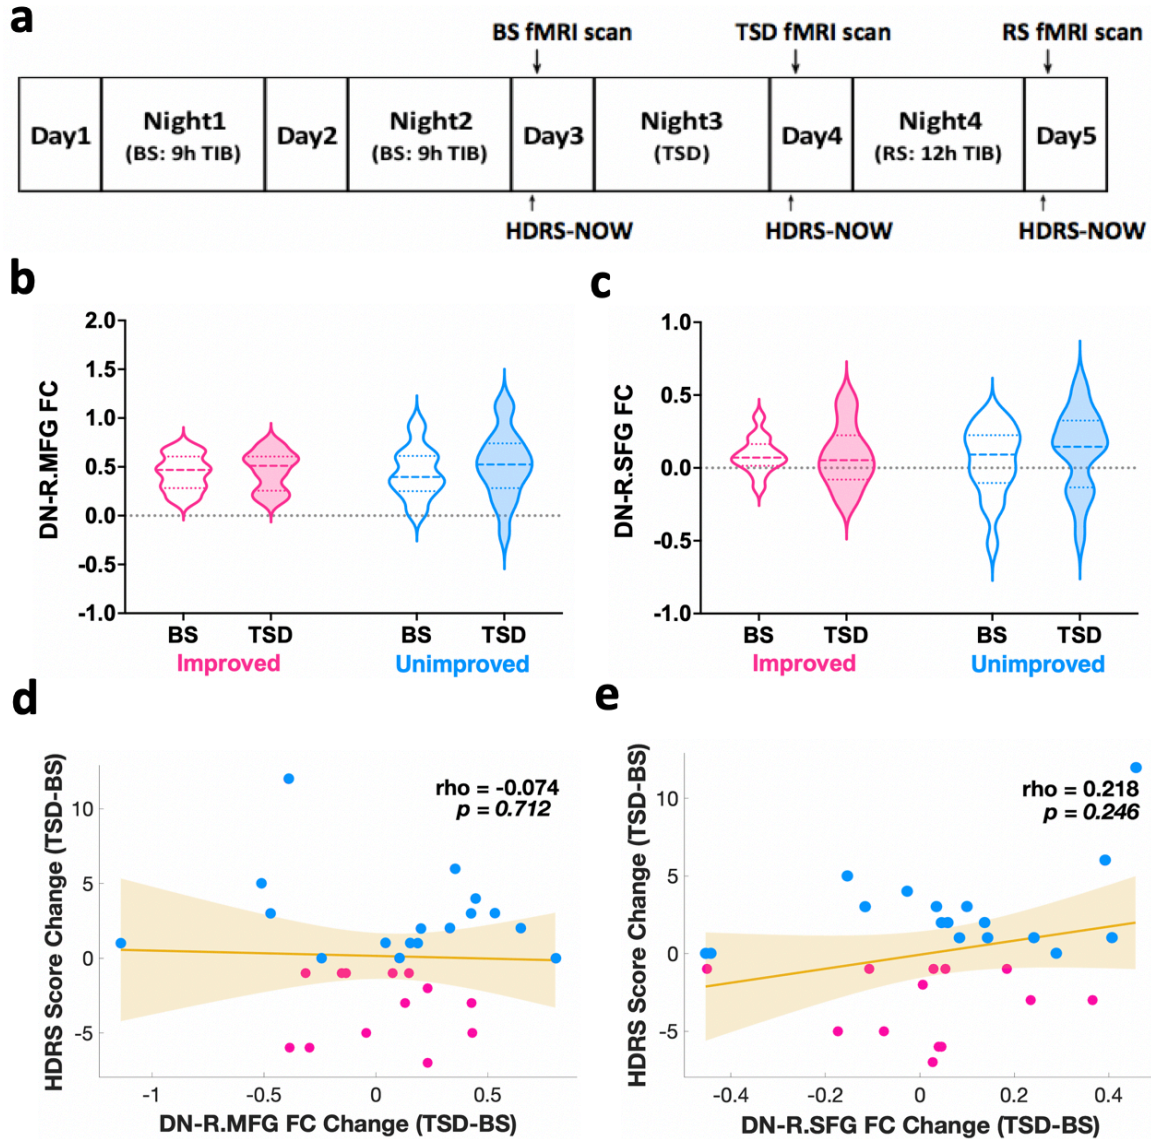 a
BS fMRI scan TSD fMRI scan RS fMRI scan
Day1 Night1 (BS: 9h TIB) Day2 Night2 (BS: 9h TIB) Day3 Night3 (TSD) Day4 Night4 (RS: 12h TIB) Day5
HDRS-NOW HDRS-NOW HDRS-NOW
b
DN-R.MFG FC
2.0
1.5
1.0
0.5
0.0
-0.5
-1.0
BS TSD BS TSD
Improved Unimproved
c
DN-R.SFG FC
1.0
0.5
0.0
-0.5
-1.0
BS TSD BS TSD
Improved Unimproved
d
HDRS Score Change (TSD-BS)
rho = -0.074
p = 0.712
10
5
0
-5
-1 -0.5 0 0.5
DN-R.MFG FC Change (TSD-BS)
e
HDRS Score Change (TSD-BS)
rho = 0.218
p = 0.246
10
5
0
-5
-0.4 -0.2 0 0.2 0.4
DN-R.SFG FC Change (TSD-BS)